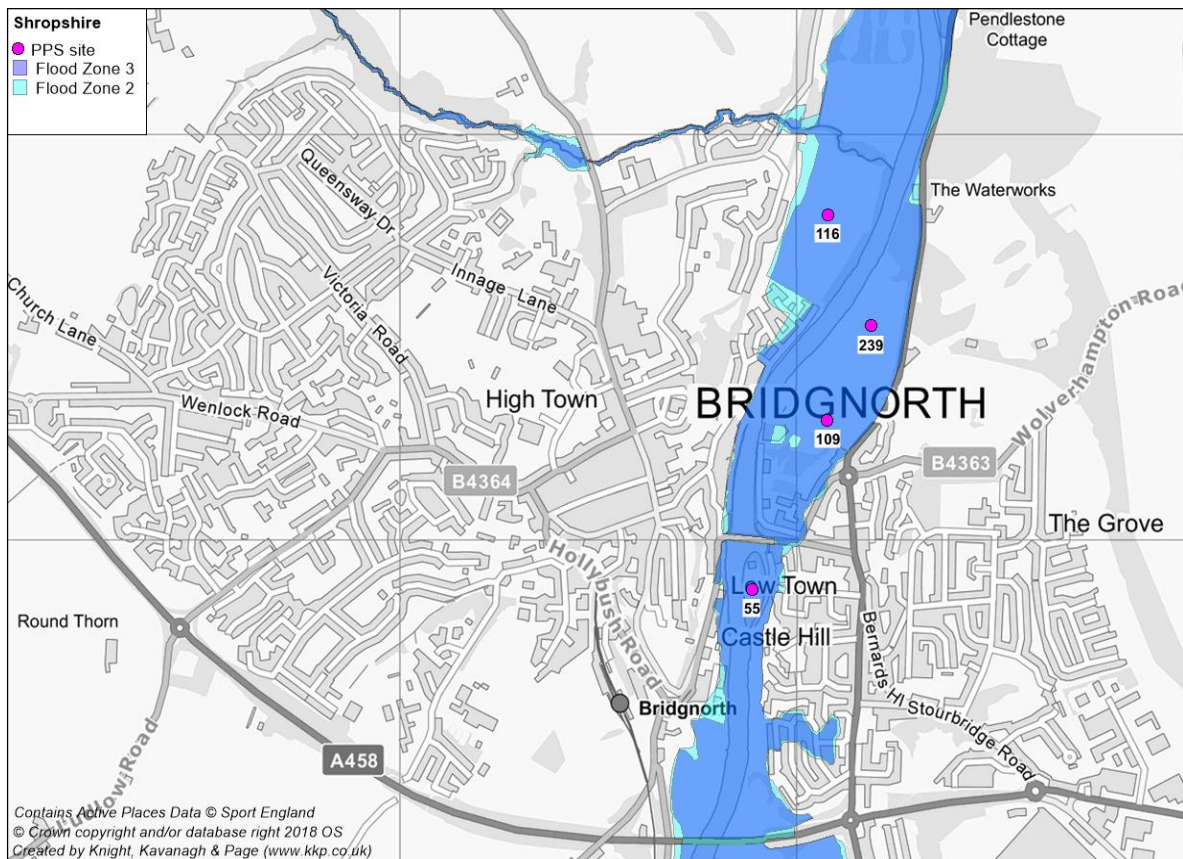 Shropshire
PPS site
Flood Zone 3
Flood Zone 2
Pendlestone
Cottage
Queensway Dr
The Waterworks
116
Innage Lane
Church Lane
Victoria Road
Wolverhampton Road
239
High Town
BRIDGNORTH
Wenlock Road
109
B4363
B4364
The Grove
Hollybush Road
Low Town
55
Round Thorn
Castle Hill
Bernards Hl
Stourbridge Road
Bridgnorth
A458
Ludlow Road
Contains Active Places Data © Sport England
© Crown copyright and/or database right 2018 OS
Created by Knight, Kavanagh & Page (www.kkp.co.uk)